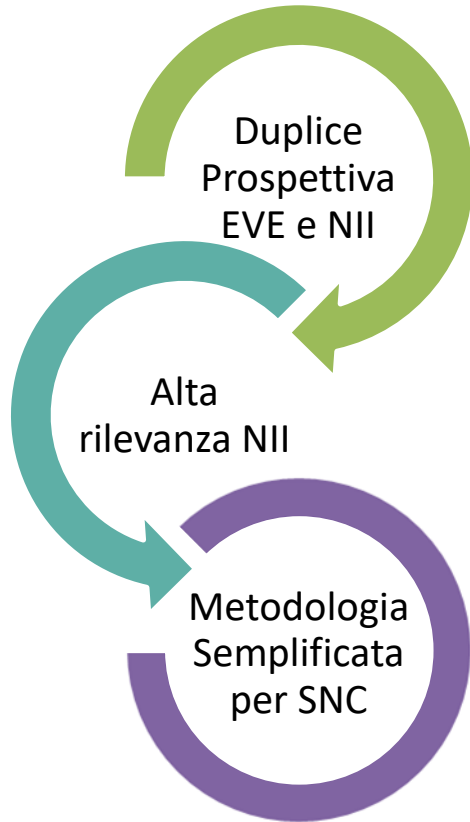 Duplice
Prospettiva
EVE e NII
Alta
rilevanza NII
Metodologia
Semplificata
per SNC